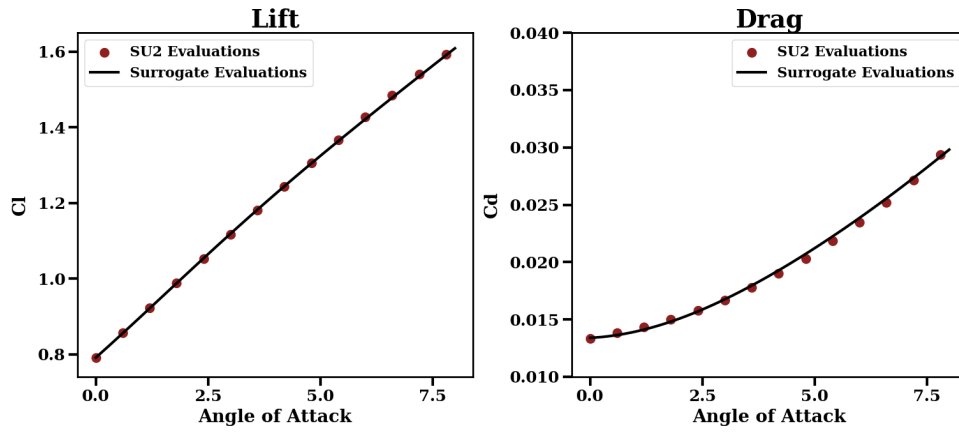 Lift
SU2 Evaluations
Surrogate Evaluations
1.6
1.4
1.2
1.0
0.8
Cl
0.0 2.5 5.0 7.5
Angle of Attack
Drag
SU2 Evaluations
Surrogate Evaluations
0.040
0.035
0.030
0.025
0.020
0.015
0.010
Cd
0.0 2.5 5.0 7.5
Angle of Attack